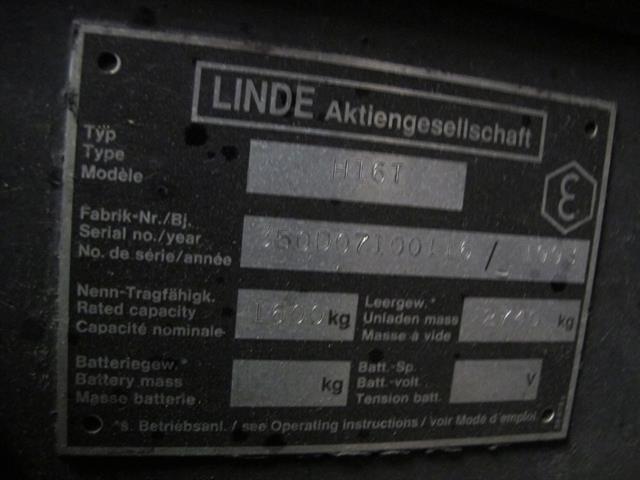 LINDE Aktiengesellschaft
Typ
Type
Modèle
H16T
ε
Fabrik-Nr./Bj.
Serial no./year
No. de série/année
/
Nenn-Tragfähigk.
Rated capacity
Capacité nominale
1600 kg
Leergew.*
Unladen mass
Masse à vide
kg
Batteriegew.*
Battery mass
Masse batterie
kg
Batt.-Sp.
Batt.-volt.
Tension batt.
V
*s. Betriebsanl. / see Operating instructions / voir Mode d'emploi